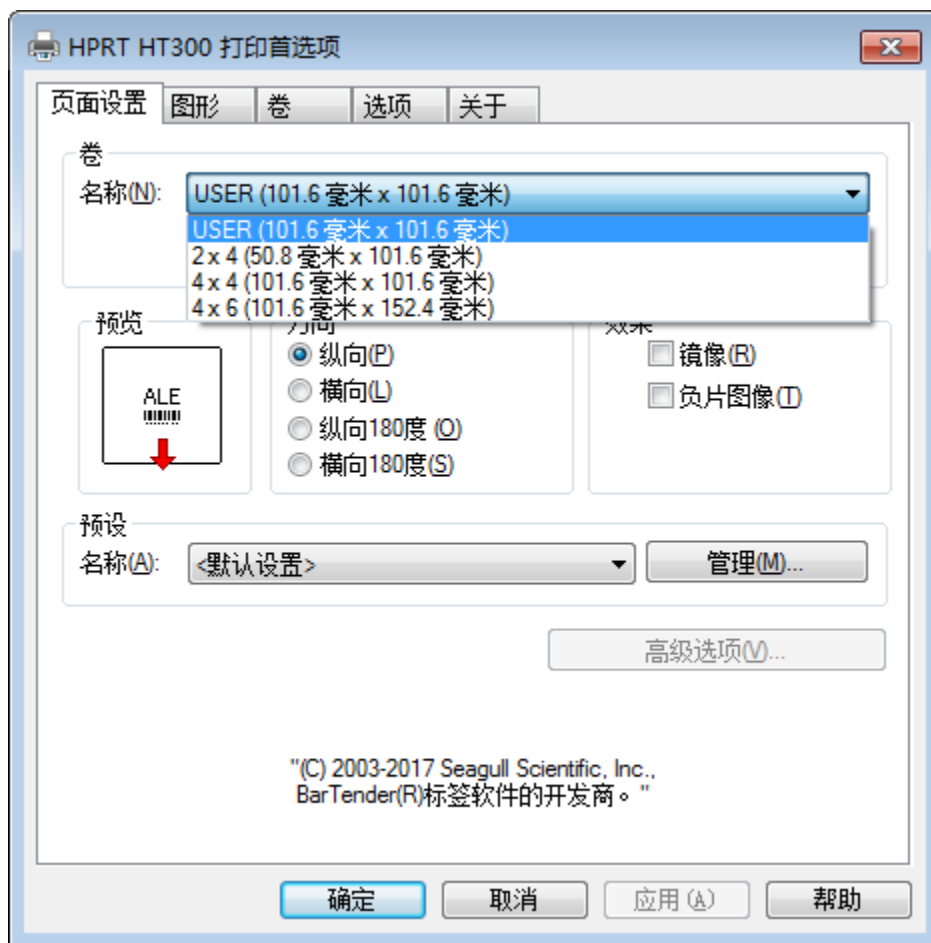 HPRT HT300 打印首选项
页面设置 图形 卷 选项 关于
卷
名称(N): USER (101.6 毫米 x 101.6 毫米)
USER (101.6 毫米 x 101.6 毫米)
2 x 4 (50.8 毫米 x 101.6 毫米)
4 x 4 (101.6 毫米 x 101.6 毫米)
4 x 6 (101.6 毫米 x 152.4 毫米)
预览 方向 效果
ALE
纵向(P)
横向(L)
纵向180度 (O)
横向180度(S)
镜像(R)
负片图像(T)
预设
名称(A): <默认设置> 管理(M)...
高级选项(V)...
"(C) 2003-2017 Seagull Scientific, Inc.,
BarTender(R)标签软件的开发商。"
确定 取消 应用 (A) 帮助